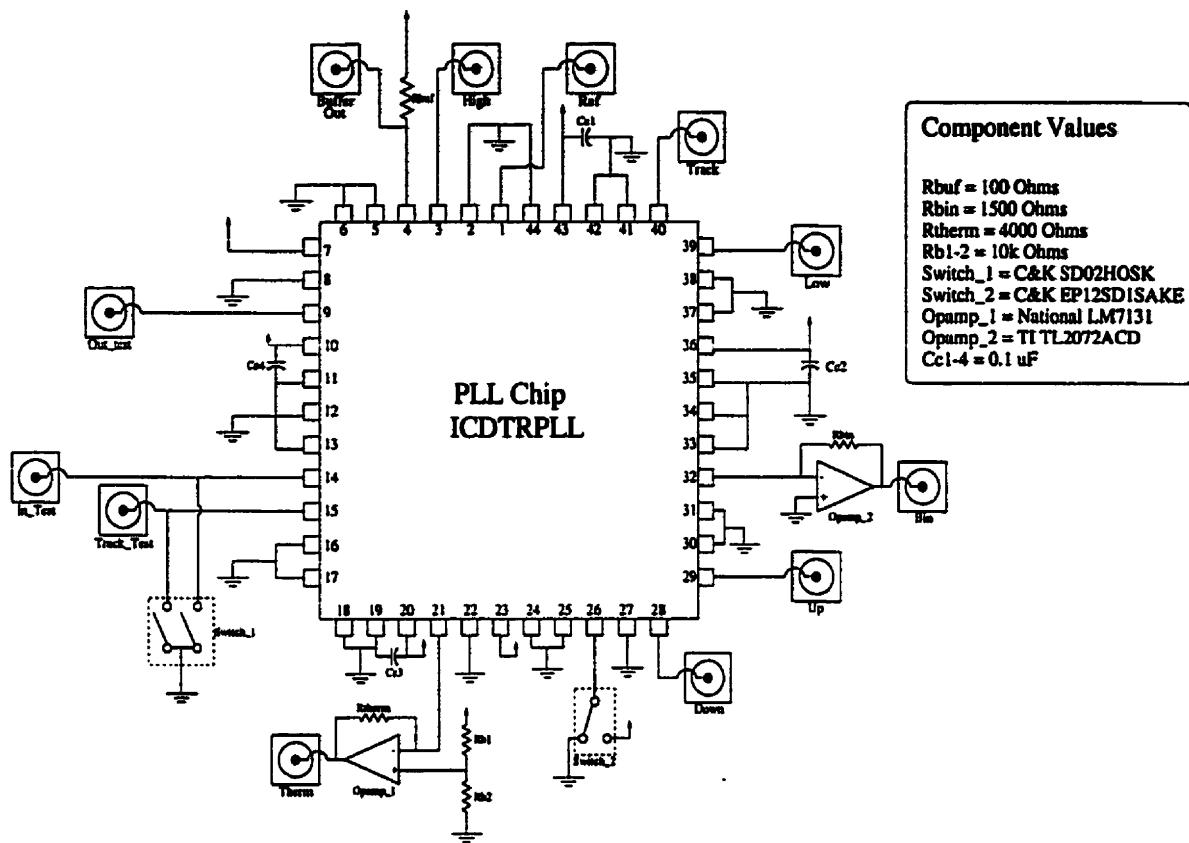 Buffer
Out
Rbuf
High
Ref
Cc1
Track
6 5 4 3 2 1 44 43 42 41 40
7
8
9
10
11
12
13
14
15
16
17
39
38
37
36
35
34
33
32
31
30
29
18 19 20 21 22 23 24 25 26 27 28
PLL Chip
ICDTRPLL
Out_test
Cc4
In_Test
Track_Test
Switch_1
Cc3
Rtherm
Therm
Opamp_1
Rb1
Rb2
Switch_2
Down
Up
Rbin
Opamp_2
Bin
Cc2
Low
Component Values
Rbuf = 100 Ohms
Rbin = 1500 Ohms
Rtherm = 4000 Ohms
Rb1-2 = 10k Ohms
Switch_1 = C&K SD02HOSK
Switch_2 = C&K EP12SD1SAKE
Opamp_1 = National LM7131
Opamp_2 = TI TL2072ACD
Cc1-4 = 0.1 uF